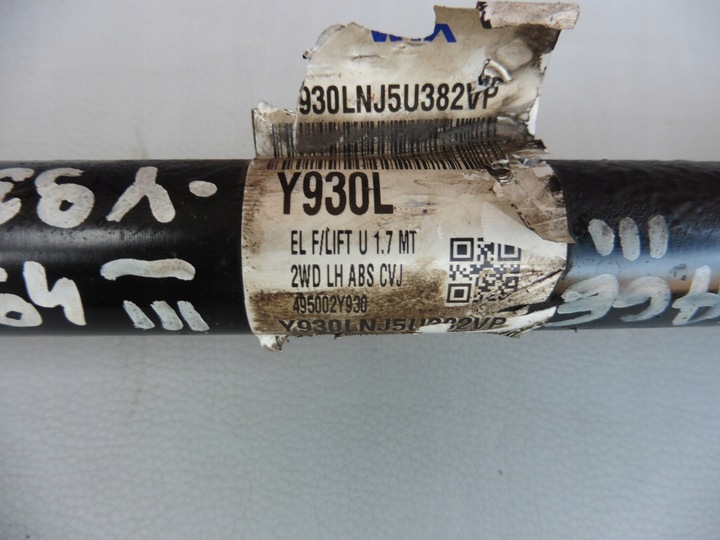 930LNJ5U382VP
Y930L
EL F/LIFT U 1.7 MT
2WD LH ABS CVJ
495002Y930
Y930LNJ5U382VP